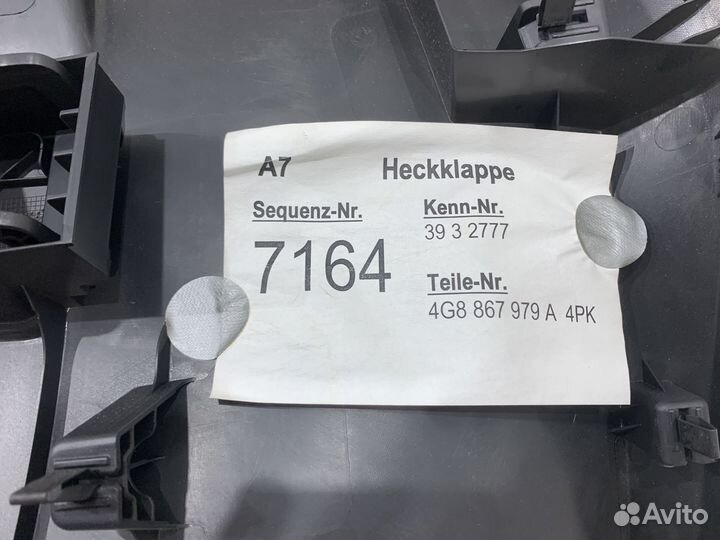 A7 Heckklappe
Sequenz-Nr. Kenn-Nr.
39 3 2777
7164
Teile-Nr.
4G8 867 979 A 4PK
Avito